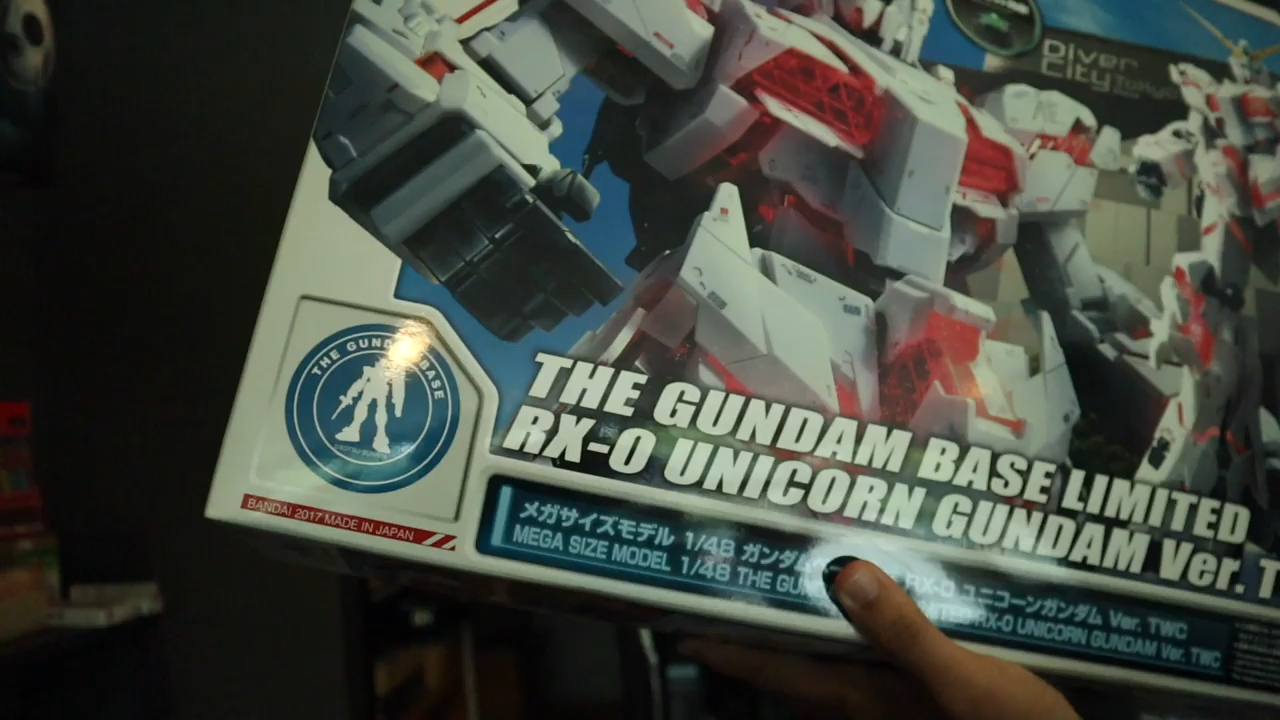 DIVER
CITY TOKYO
THE GUNDAM BASE
THE GUNDAM BASE LIMITED
RX-0 UNICORN GUNDAM Ver. T
BANDAI 2017 MADE IN JAPAN
メガサイズモデル 1/48 ガンダム RX-0 ユニコーンガンダム Ver. TWC
MEGA SIZE MODEL 1/48 THE GU RX-0 UNICORN GUNDAM Ver. TWC